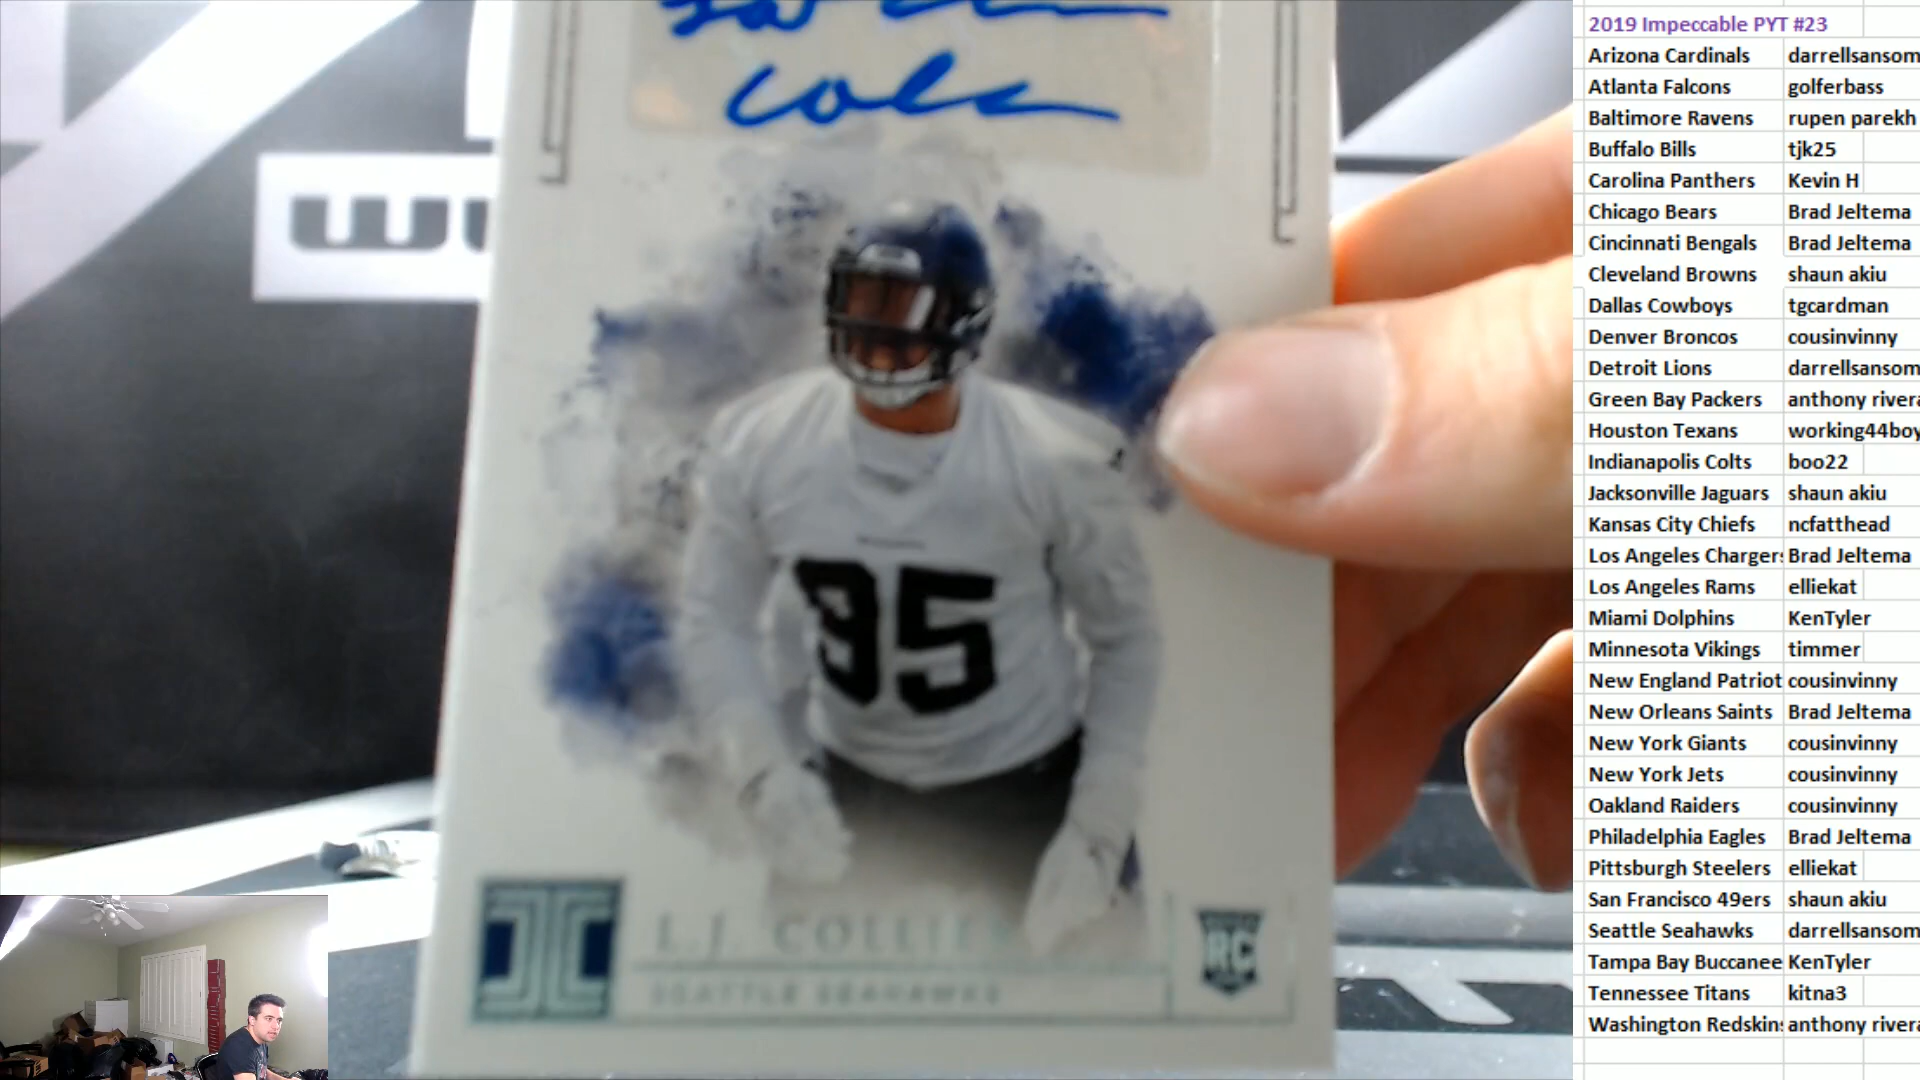 95
L.J. COLLIER
SEATTLE SEAHAWKS
RC
2019 Impeccable PYT #23
Arizona Cardinals darrellsansom
Atlanta Falcons golferbass
Baltimore Ravens rupen parekh
Buffalo Bills tjk25
Carolina Panthers Kevin H
Chicago Bears Brad Jeltema
Cincinnati Bengals Brad Jeltema
Cleveland Browns shaun akiu
Dallas Cowboys tgcardman
Denver Broncos cousinvinny
Detroit Lions darrellsansom
Green Bay Packers anthony rivera
Houston Texans working44boy
Indianapolis Colts boo22
Jacksonville Jaguars shaun akiu
Kansas City Chiefs ncfatthead
Los Angeles Chargers Brad Jeltema
Los Angeles Rams elliekat
Miami Dolphins KenTyler
Minnesota Vikings timmer
New England Patriot cousinvinny
New Orleans Saints Brad Jeltema
New York Giants cousinvinny
New York Jets cousinvinny
Oakland Raiders cousinvinny
Philadelphia Eagles Brad Jeltema
Pittsburgh Steelers elliekat
San Francisco 49ers shaun akiu
Seattle Seahawks darrellsansom
Tampa Bay Buccanee KenTyler
Tennessee Titans kitna3
Washington Redskins anthony rivera